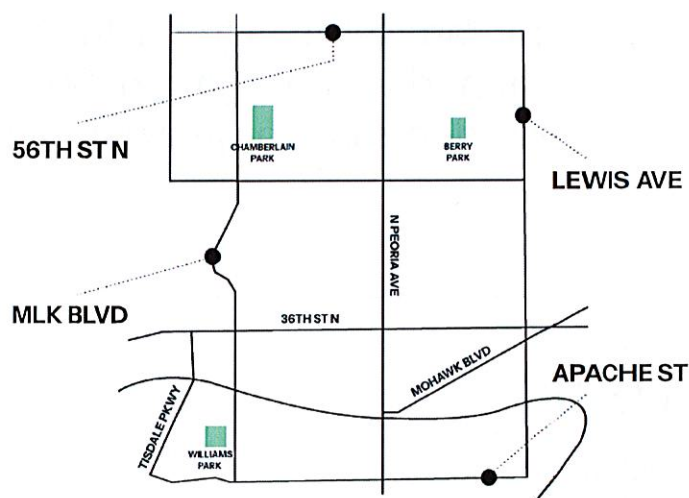 56TH ST N
CHAMBERLAIN
PARK
BERRY
PARK
LEWIS AVE
N PEORIA AVE
MLK BLVD
36TH ST N
MOHAWK BLVD
APACHE ST
TISDALE PKWY
WILLIAMS
PARK